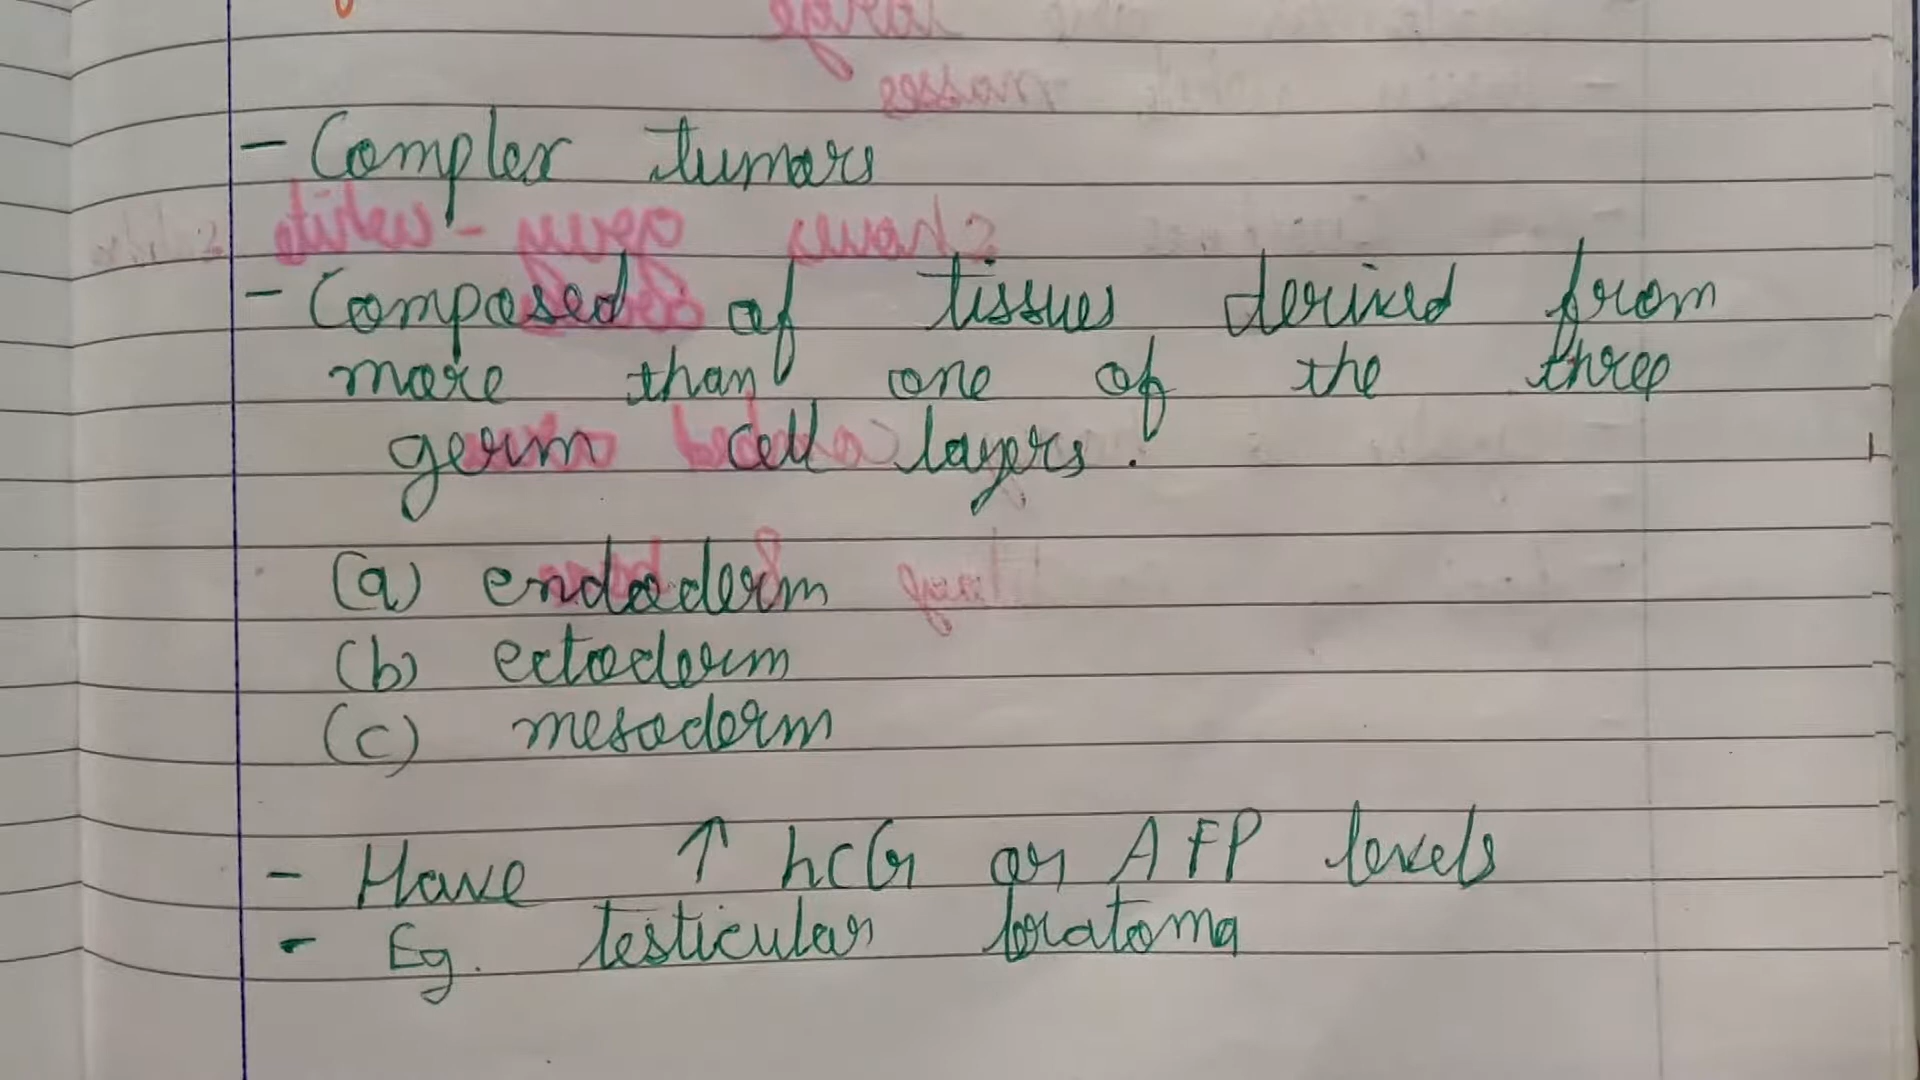 - Complex tumors
- Composed of tissues derived from
more than one of the three
germ cell layers.
(a) endoderm
(b) ectoderm
(c) mesoderm
- Have ↑ hCG or AFP levels
- Eg. testicular teratoma